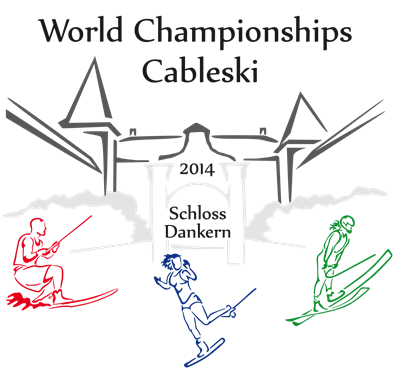 World Championships
Cableski
2014
Schloss
Dankern